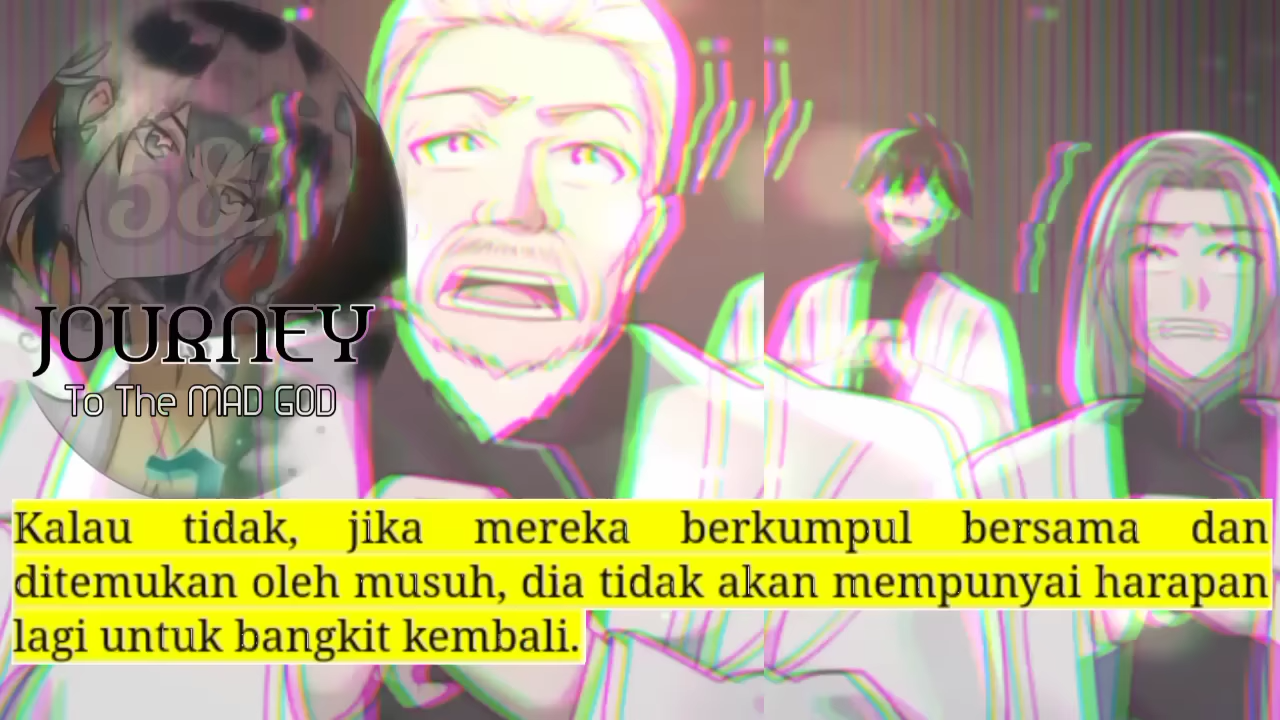 JOURNEY
To The MAD GOD
Kalau tidak, jika mereka berkumpul bersama dan
ditemukan oleh musuh, dia tidak akan mempunyai harapan
lagi untuk bangkit kembali.